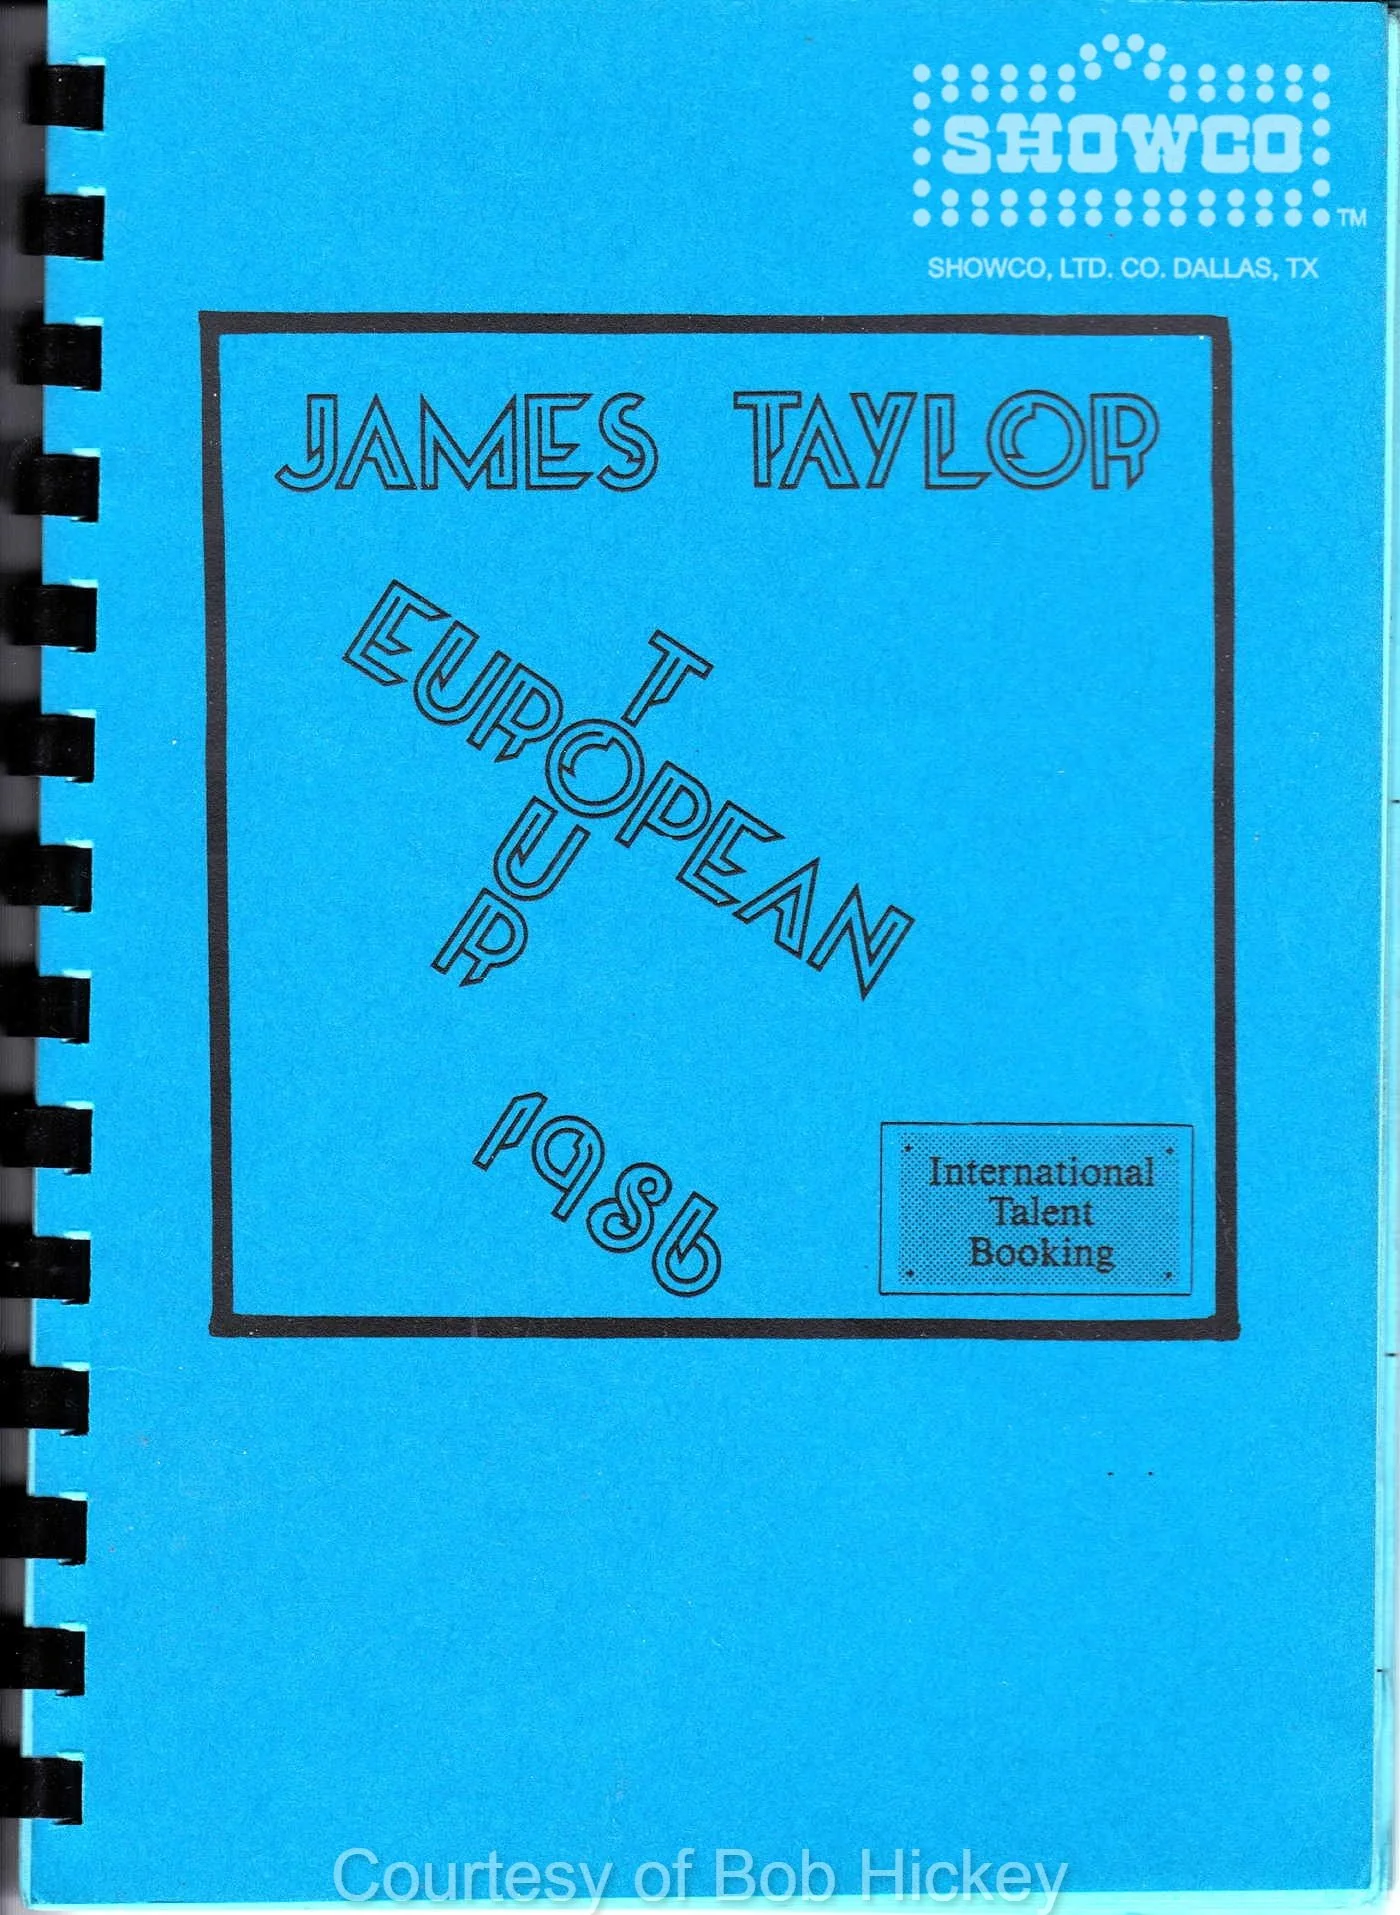 SHOWCO
TM
SHOWCO, LTD. CO. DALLAS, TX
JAMES TAYLOR
EUROPEAN
TOUR
1986
International
Talent
Booking
Courtesy of Bob Hickey